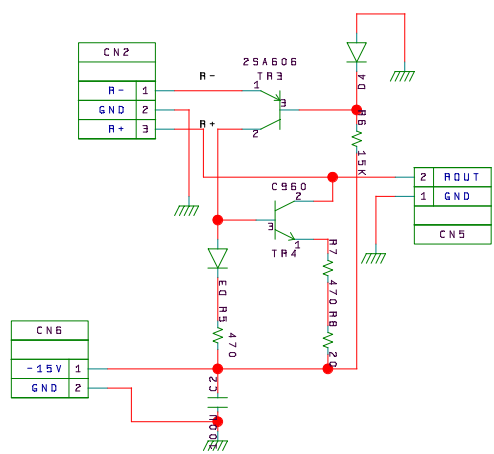 2SA606
CN2
R-
TR3
1
R-
1
3
D4
GND
2
R+
R+
3
2
R6
15K
C960
2
2
ROUT
1
GND
3
CN5
TR4
1
R7
D3
R5
470
R8
470
CN6
-15V
1
C2
GND
2